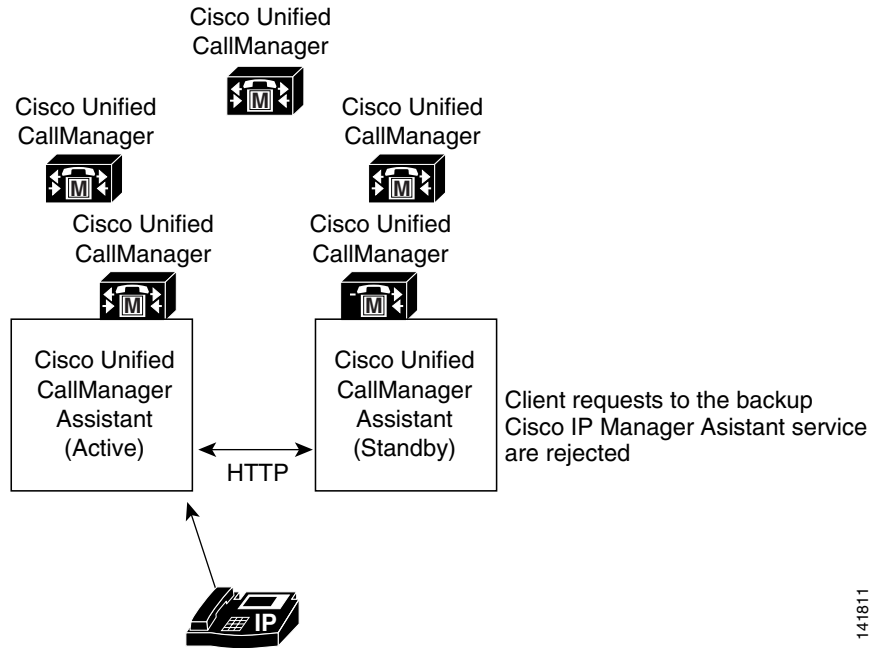 Cisco Unified
CallManager
M
Cisco Unified
CallManager
M
Cisco Unified
CallManager
M
Cisco Unified
CallManager
M
Cisco Unified
CallManager
M
Cisco Unified
CallManager
Assistant
(Active)
HTTP
Cisco Unified
CallManager
Assistant
(Standby)
Client requests to the backup
Cisco IP Manager Asistant service
are rejected
IP
141811